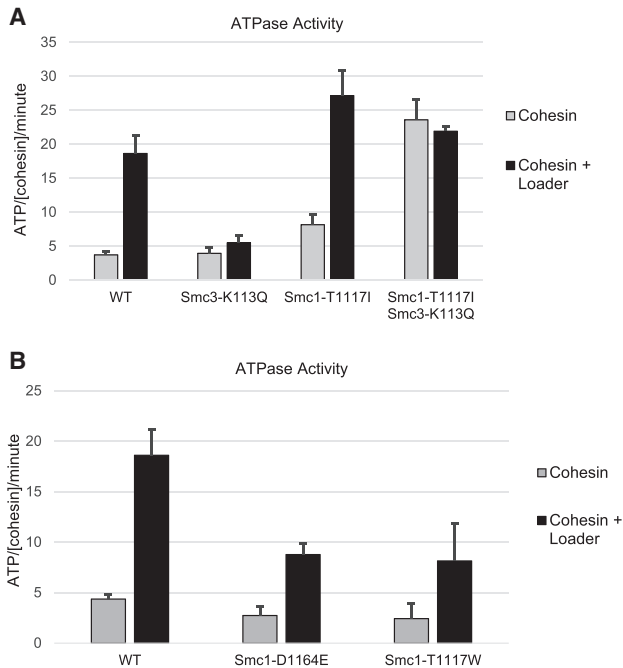 A
ATPase Activity
ATP/[cohesin]/minute
35
30
25
20
15
10
5
0
WT
Smc3-K113Q
Smc1-T1117I
Smc1-T1117I
Smc3-K113Q
Cohesin
Cohesin +
Loader
B
ATPase Activity
ATP/[cohesin]/minute
25
20
15
10
5
0
WT
Smc1-D1164E
Smc1-T1117W
Cohesin
Cohesin +
Loader